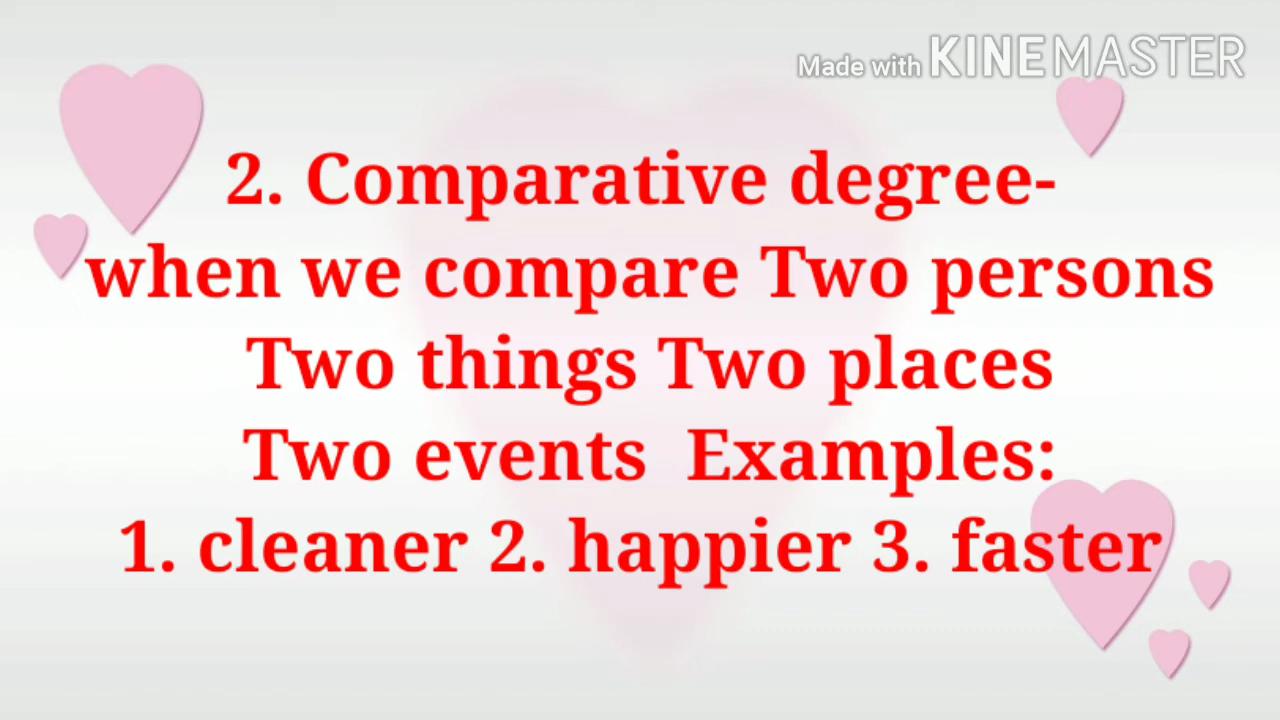 Made with KINEMASTER
2. Comparative degree-
when we compare Two persons
Two things Two places
Two events  Examples:
1. cleaner 2. happier 3. faster